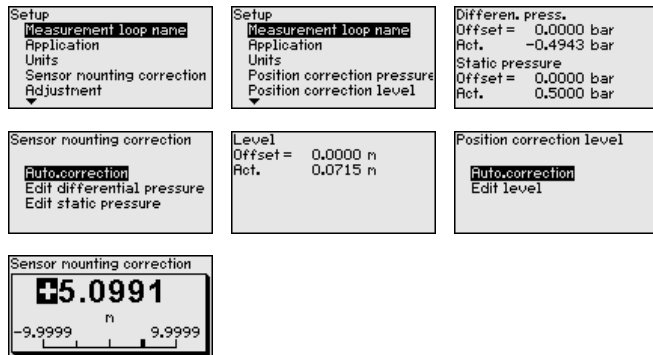 Setup
Measurement loop name
Application
Units
Sensor mounting correction
Adjustment
Setup
Measurement loop name
Application
Units
Position correction pressure
Position correction level
Differen. press.
Offset = 0.0000 bar
Act. -0.4943 bar
Static pressure
Offset = 0.0000 bar
Act. 0.5000 bar
Sensor mounting correction
Auto.correction
Edit differential pressure
Edit static pressure
Level
Offset = 0.0000 m
Act. 0.0715 m
Position correction level
Auto.correction
Edit level
Sensor mounting correction
+5.0991
m
-9.9999 9.9999